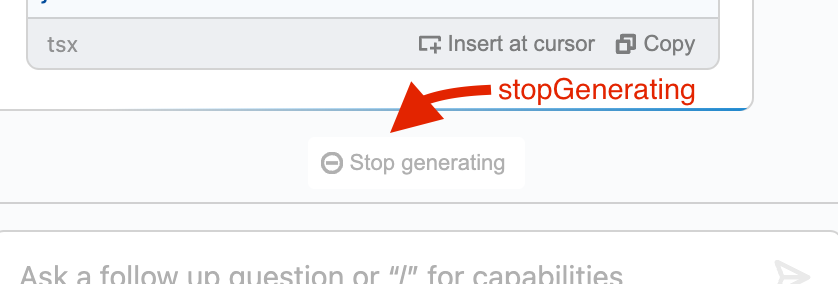 tsx
Insert at cursor
Copy
stopGenerating
Stop generating
Ask a follow up question or “/” for capabilities